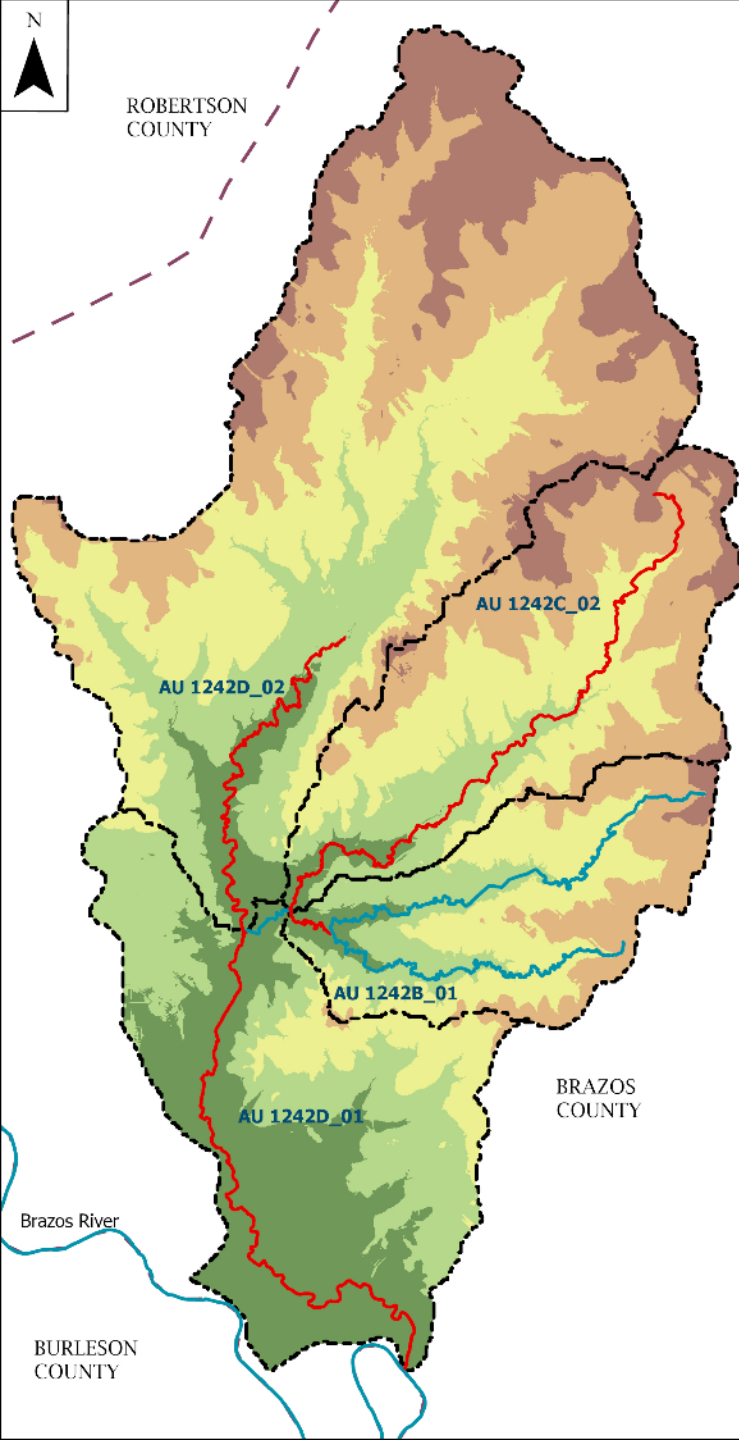 N
ROBERTSON
COUNTY
AU 1242C_02
AU 1242D_02
AU 1242B_01
BRAZOS
COUNTY
AU 1242D_01
Brazos River
BURLESON
COUNTY